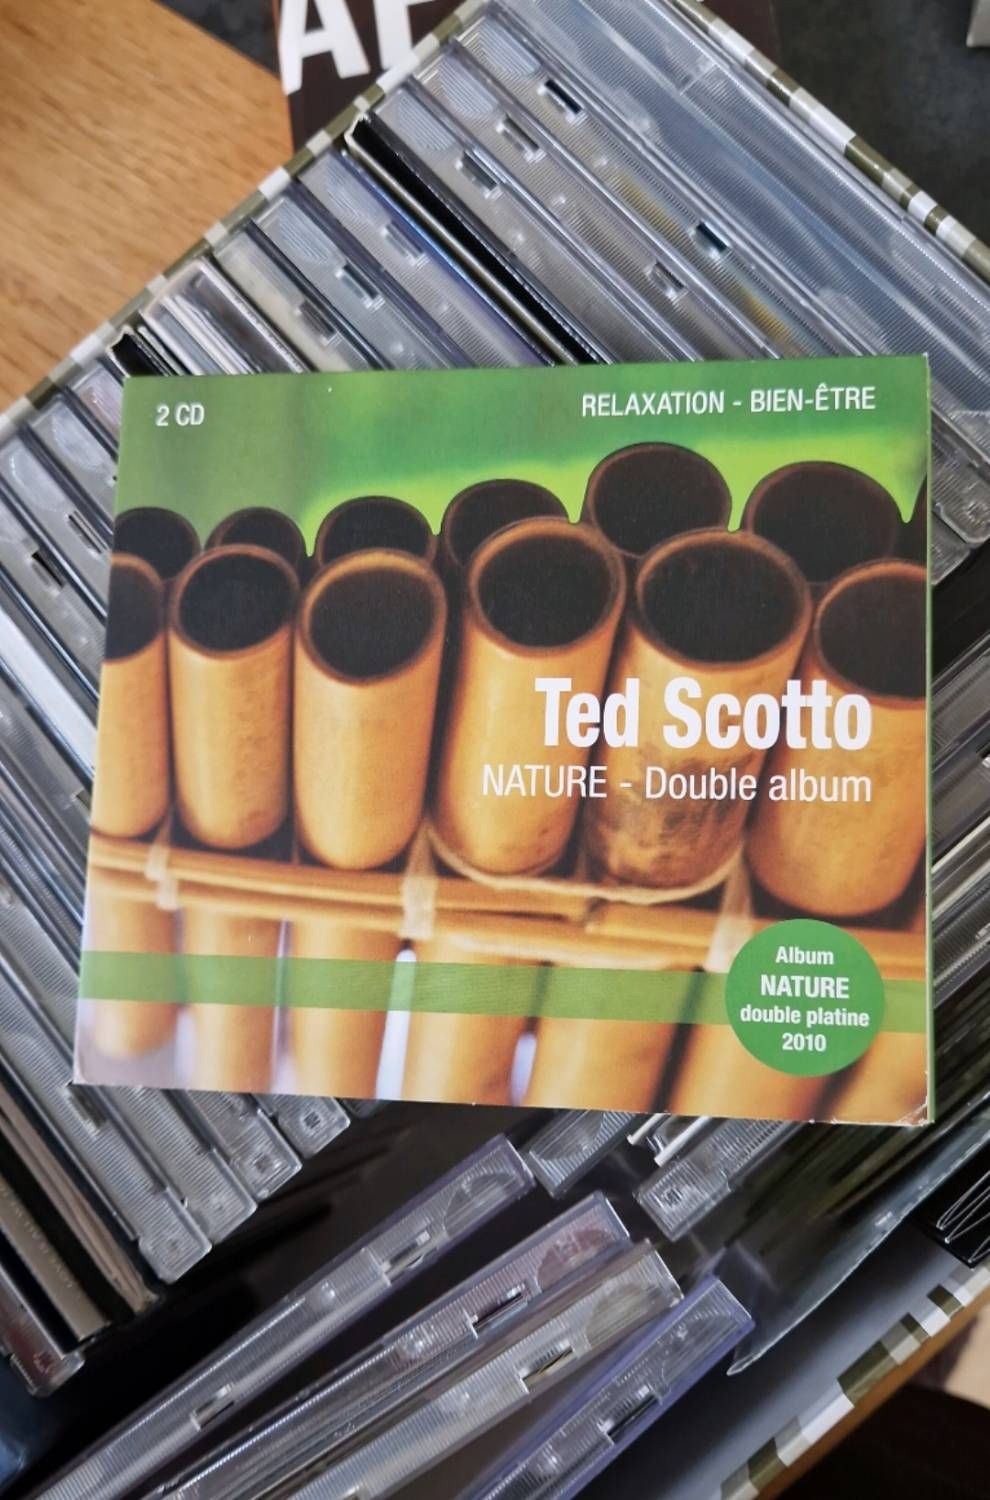 2 CD
RELAXATION - BIEN-ÊTRE
Ted Scotto
NATURE - Double album
Album
NATURE
double platine
2010